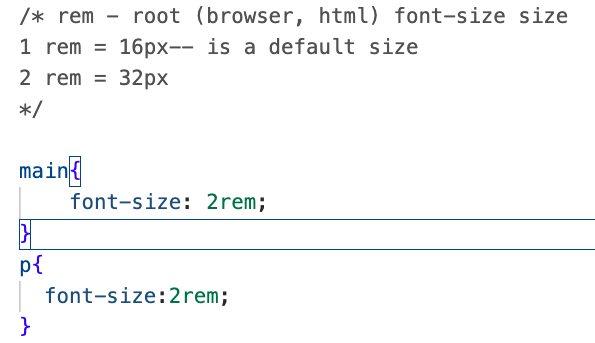 /* rem - root (browser, html) font-size size
1 rem = 16px-- is a default size
2 rem = 32px
*/
main{
font-size: 2rem;
}
p{
font-size:2rem;
}